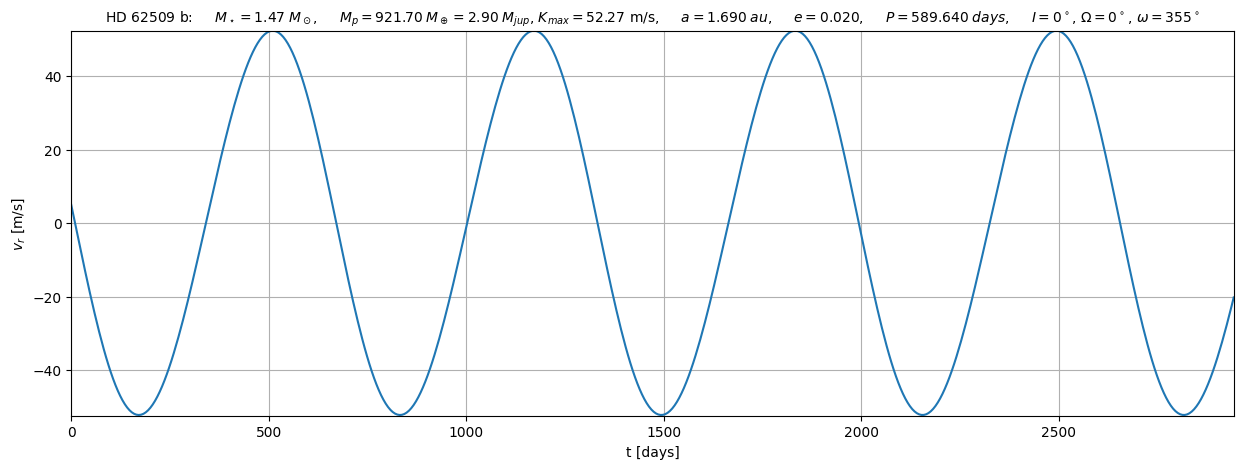 HD 62509 b: M⋆ = 1.47 M⊙, Mp = 921.70 M⊕ = 2.90 Mjup, Kmax = 52.27 m/s, a = 1.690 au, e = 0.020, P = 589.640 days, I = 0°, Ω = 0°, ω = 355°
40
20
0
−20
−40
vr [m/s]
0 500 1000 1500 2000 2500
t [days]